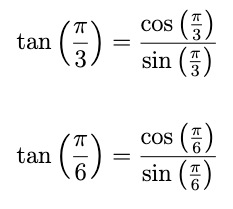 tan(π/3) = cos(π/3)/sin(π/3)
tan(π/6) = cos(π/6)/sin(π/6)